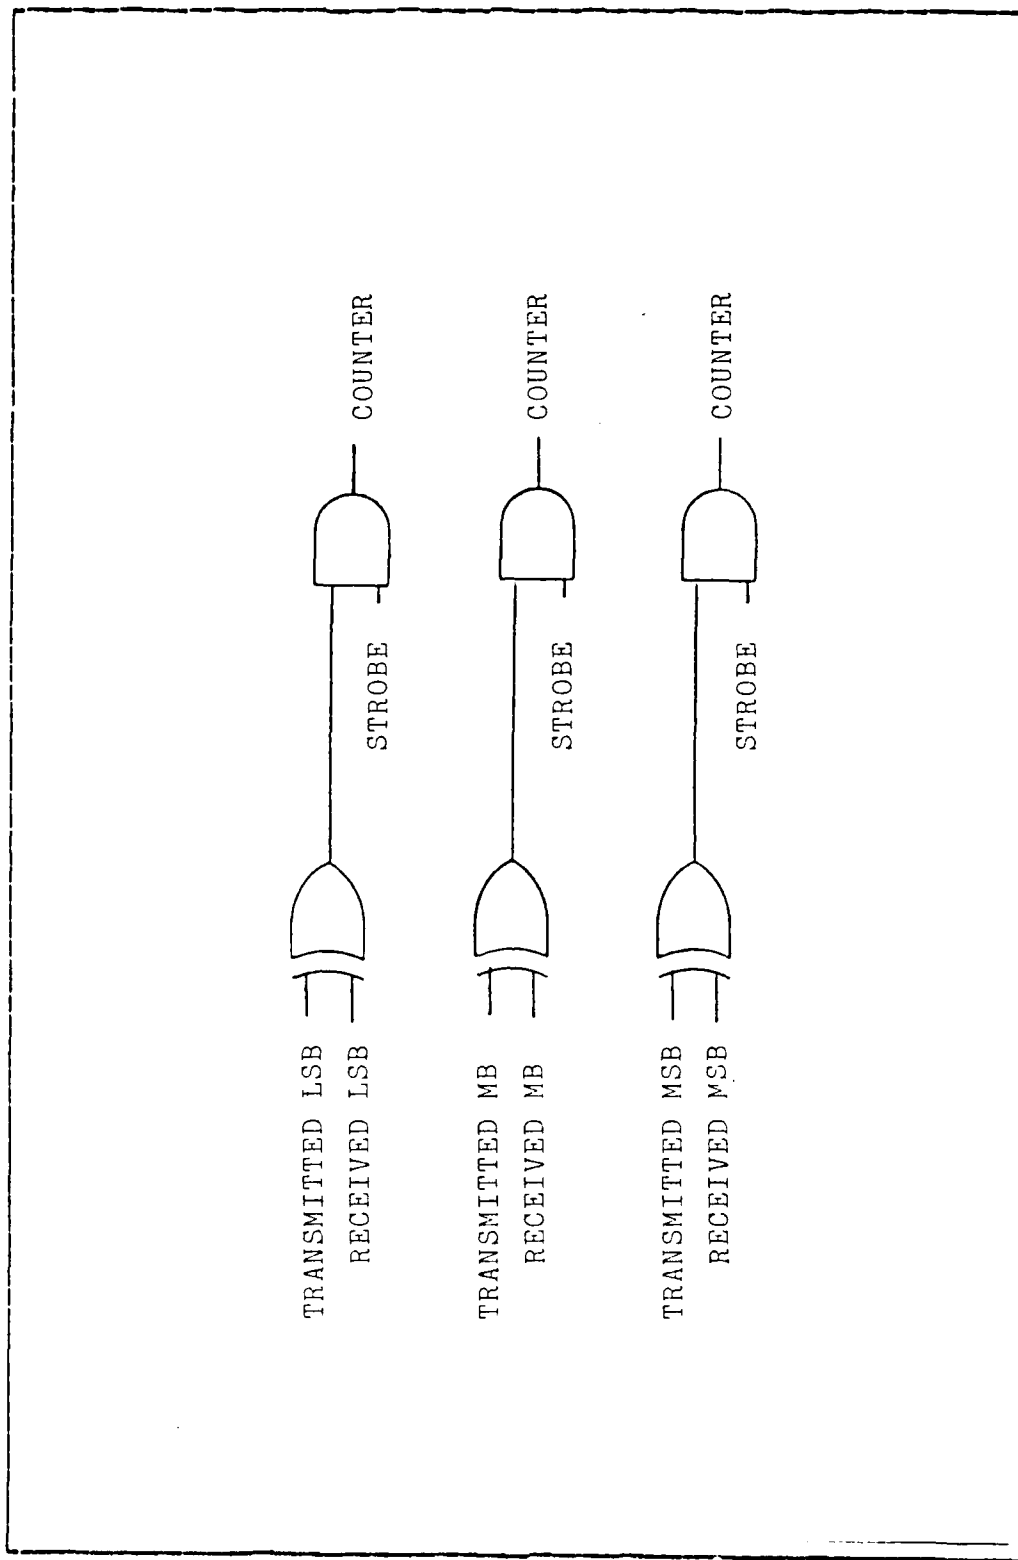 TRANSMITTED LSB
RECEIVED LSB
STROBE
COUNTER
TRANSMITTED MB
RECEIVED MB
STROBE
COUNTER
TRANSMITTED MSB
RECEIVED MSB
STROBE
COUNTER